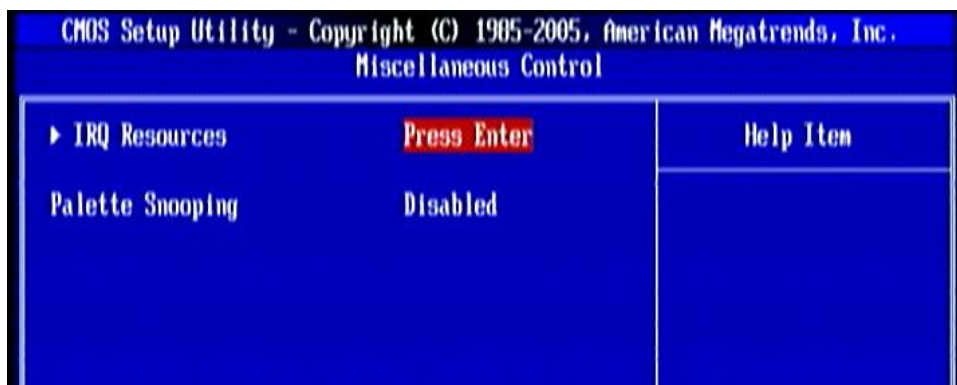 CMOS Setup Utility - Copyright (C) 1985-2005, American Megatrends, Inc.
Miscellaneous Control
▶ IRQ Resources Press Enter
Help Item
Palette Snooping Disabled